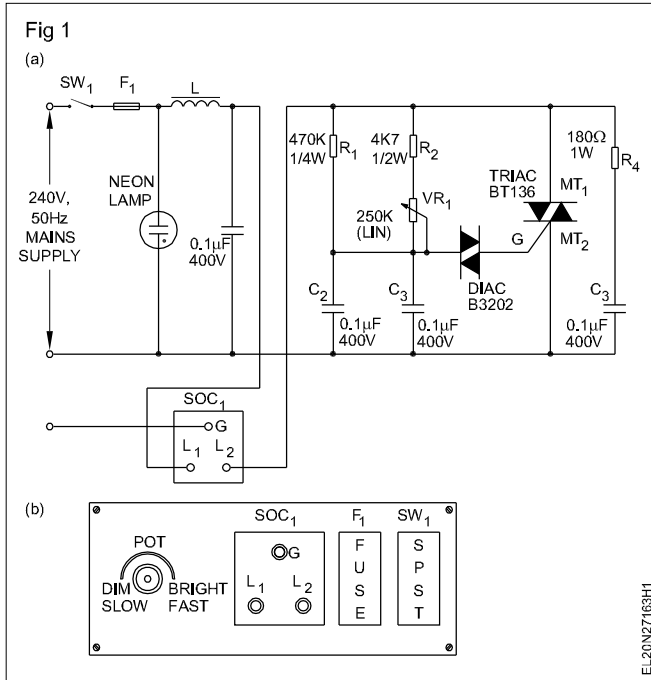 Fig 1
(a)
SW1 F1 L
470K
1/4W R1
4K7
1/2W R2
180Ω
1W R4
TRIAC
BT136 MT1
MT2
G
NEON
LAMP
240V,
50Hz
MAINS
SUPPLY
0.1µF
400V
VR1
250K
(LIN)
DIAC
B3202
C2
0.1µF
400V
C3
0.1µF
400V
C3
0.1µF
400V
SOC1
G
L1 L2
(b)
POT
DIM BRIGHT
SLOW FAST
SOC1
G
L1 L2
F1
F
U
S
E
SW1
S
P
S
T
EL20N27163H1